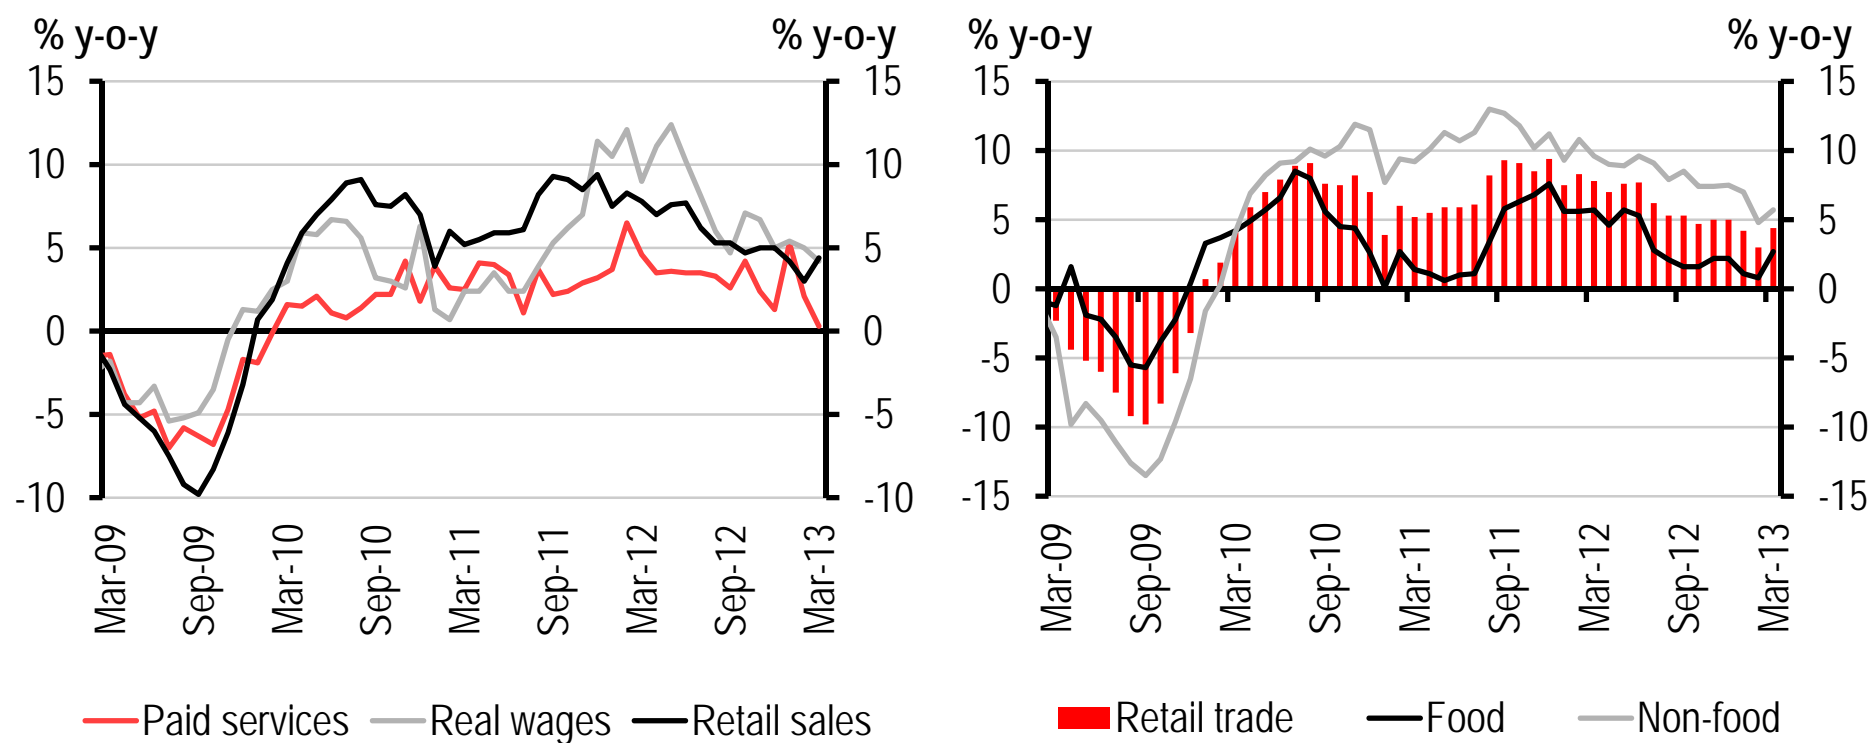 % y-o-y % y-o-y
15 15
10 10
5 5
0 0
-5 -5
-10 -10
Mar-09 Sep-09 Mar-10 Sep-10 Mar-11 Sep-11 Mar-12 Sep-12 Mar-13
Paid services Real wages Retail sales
% y-o-y % y-o-y
15 15
10 10
5 5
0 0
-5 -5
-10 -10
-15 -15
Mar-09 Sep-09 Mar-10 Sep-10 Mar-11 Sep-11 Mar-12 Sep-12 Mar-13
Retail trade Food Non-food